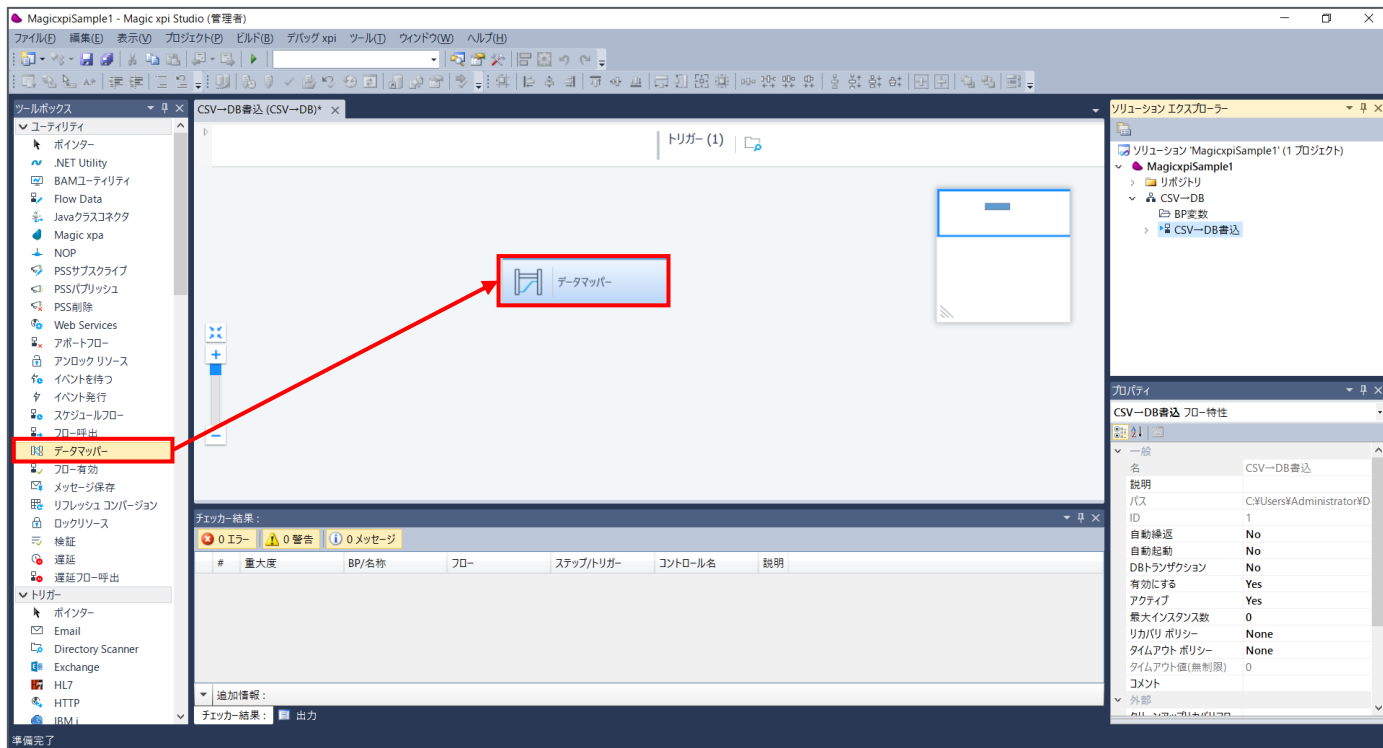 MagicxpiSample1 - Magic xpi Studio (管理者)
ファイル(F) 編集(E) 表示(V) プロジェクト(P) ビルド(B) デバッグ xpi ツール(T) ウィンドウ(W) ヘルプ(H)
ツールボックス
ユーティリティ
ポインター
.NET Utility
BAMユーティリティ
Flow Data
Javaクラスコネクタ
Magic xpa
NOP
PSSサブスクライブ
PSSパブリッシュ
PSS削除
Web Services
アボートフロー
アンロック リソース
イベントを待つ
イベント発行
スケジュールフロー
フロー呼出
データマッパー
フロー有効
メッセージ保存
リフレッシュ コンバージョン
ロックリソース
検証
遅延
遅延フロー呼出
トリガー
ポインター
Email
Directory Scanner
Exchange
HL7
HTTP
IBM i
CSV→DB書込 (CSV→DB)*
トリガー (1)
データマッパー
チェッカー結果 :
0 エラー 0 警告 0 メッセージ
# 重大度 BP/名称 フロー ステップ/トリガー コントロール名 説明
追加情報 :
チェッカー結果 : 出力
ソリューション エクスプローラー
ソリューション 'MagicxpiSample1' (1 プロジェクト)
MagicxpiSample1
リポジトリ
CSV→DB
BP変数
CSV→DB書込
プロパティ
CSV→DB書込 フロー特性
一般
名 CSV→DB書込
説明
パス C:¥Users¥Administrator¥D
ID 1
自動繰返 No
自動起動 No
DBトランザクション No
有効にする Yes
アクティブ Yes
最大インスタンス数 0
リカバリ ポリシー None
タイムアウト ポリシー None
タイムアウト値(無制限) 0
コメント
外部
クリーンアップリカバリフロ
準備完了